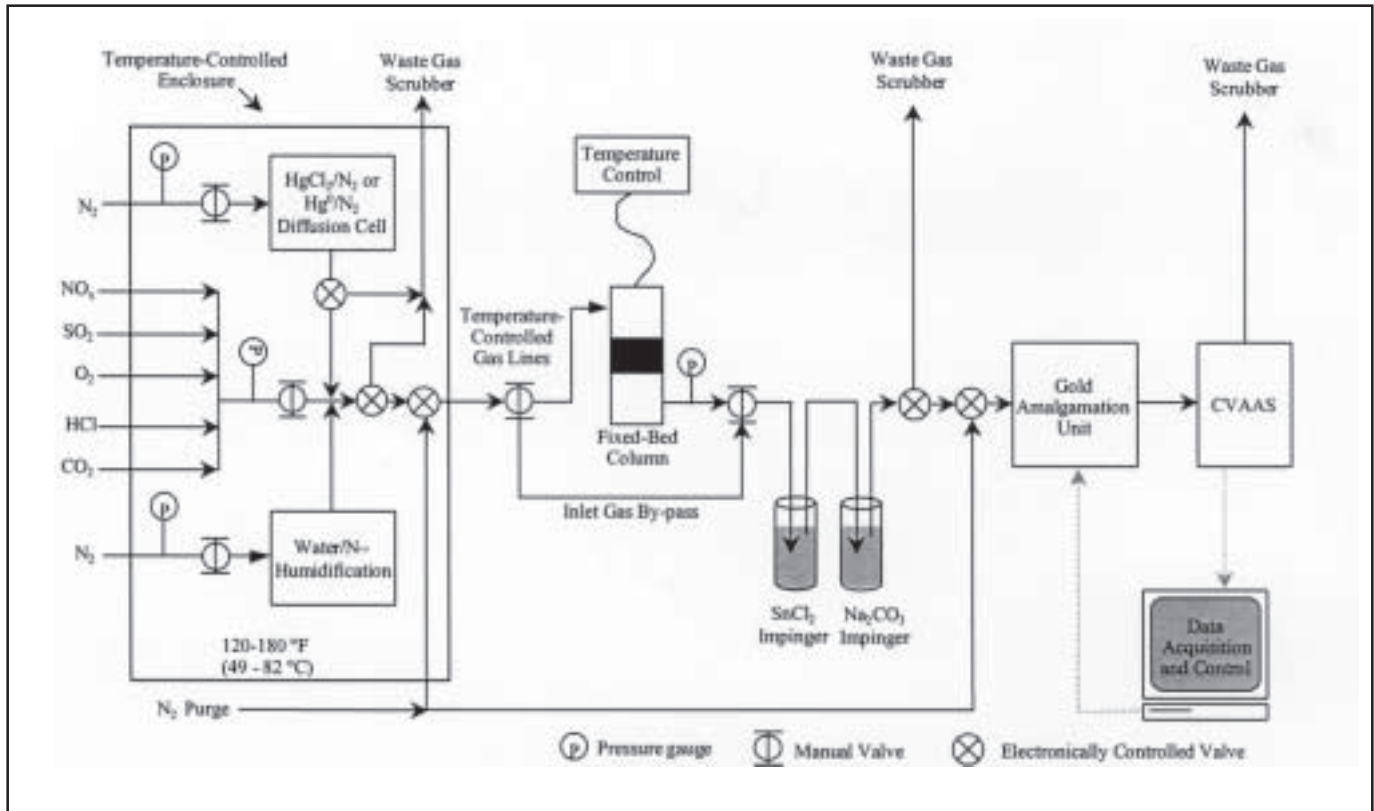 Temperature-Controlled
Enclosure
Waste Gas
Scrubber
Waste Gas
Scrubber
Waste Gas
Scrubber
P
N₂
HgCl₂/N₂ or
Hg⁰/N₂
Diffusion Cell
Temperature
Control
NOₓ
SO₂
O₂
HCl
CO₂
P
Temperature-
Controlled
Gas Lines
P
Fixed-Bed
Column
Gold
Amalgamation
Unit
CVAAS
Inlet Gas By-pass
P
N₂
Water/N--
Humidification
SnCl₂
Impinger
Na₂CO₃
Impinger
Data
Acquisition
and Control
120-180 °F
(49 - 82 °C)
N₂ Purge
P Pressure gauge
Manual Valve
Electronically Controlled Valve